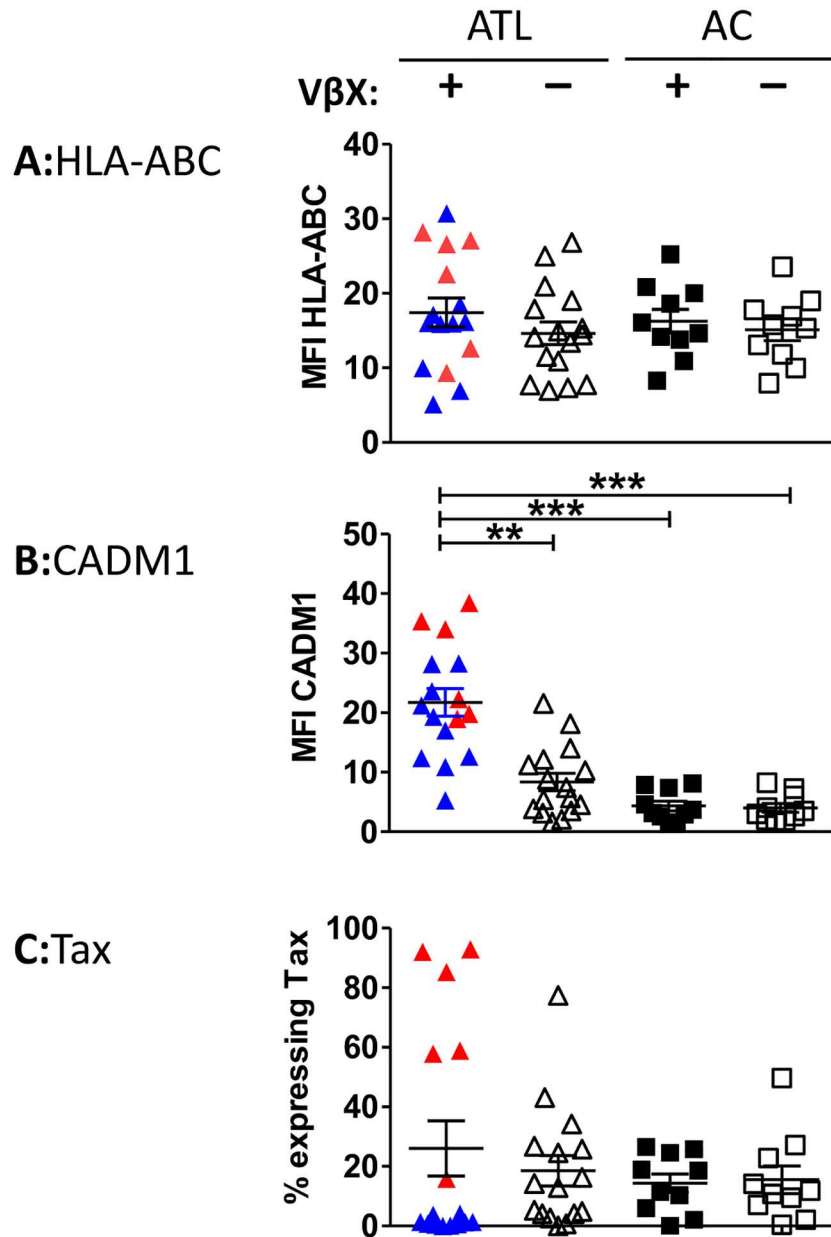 ATL AC
VβX: + − + −
A:HLA-ABC
MFI HLA-ABC
40
30
20
10
0
***
***
**
B:CADM1
MFI CADM1
50
40
30
20
10
0
C:Tax
% expressing Tax
100
80
60
40
20
0